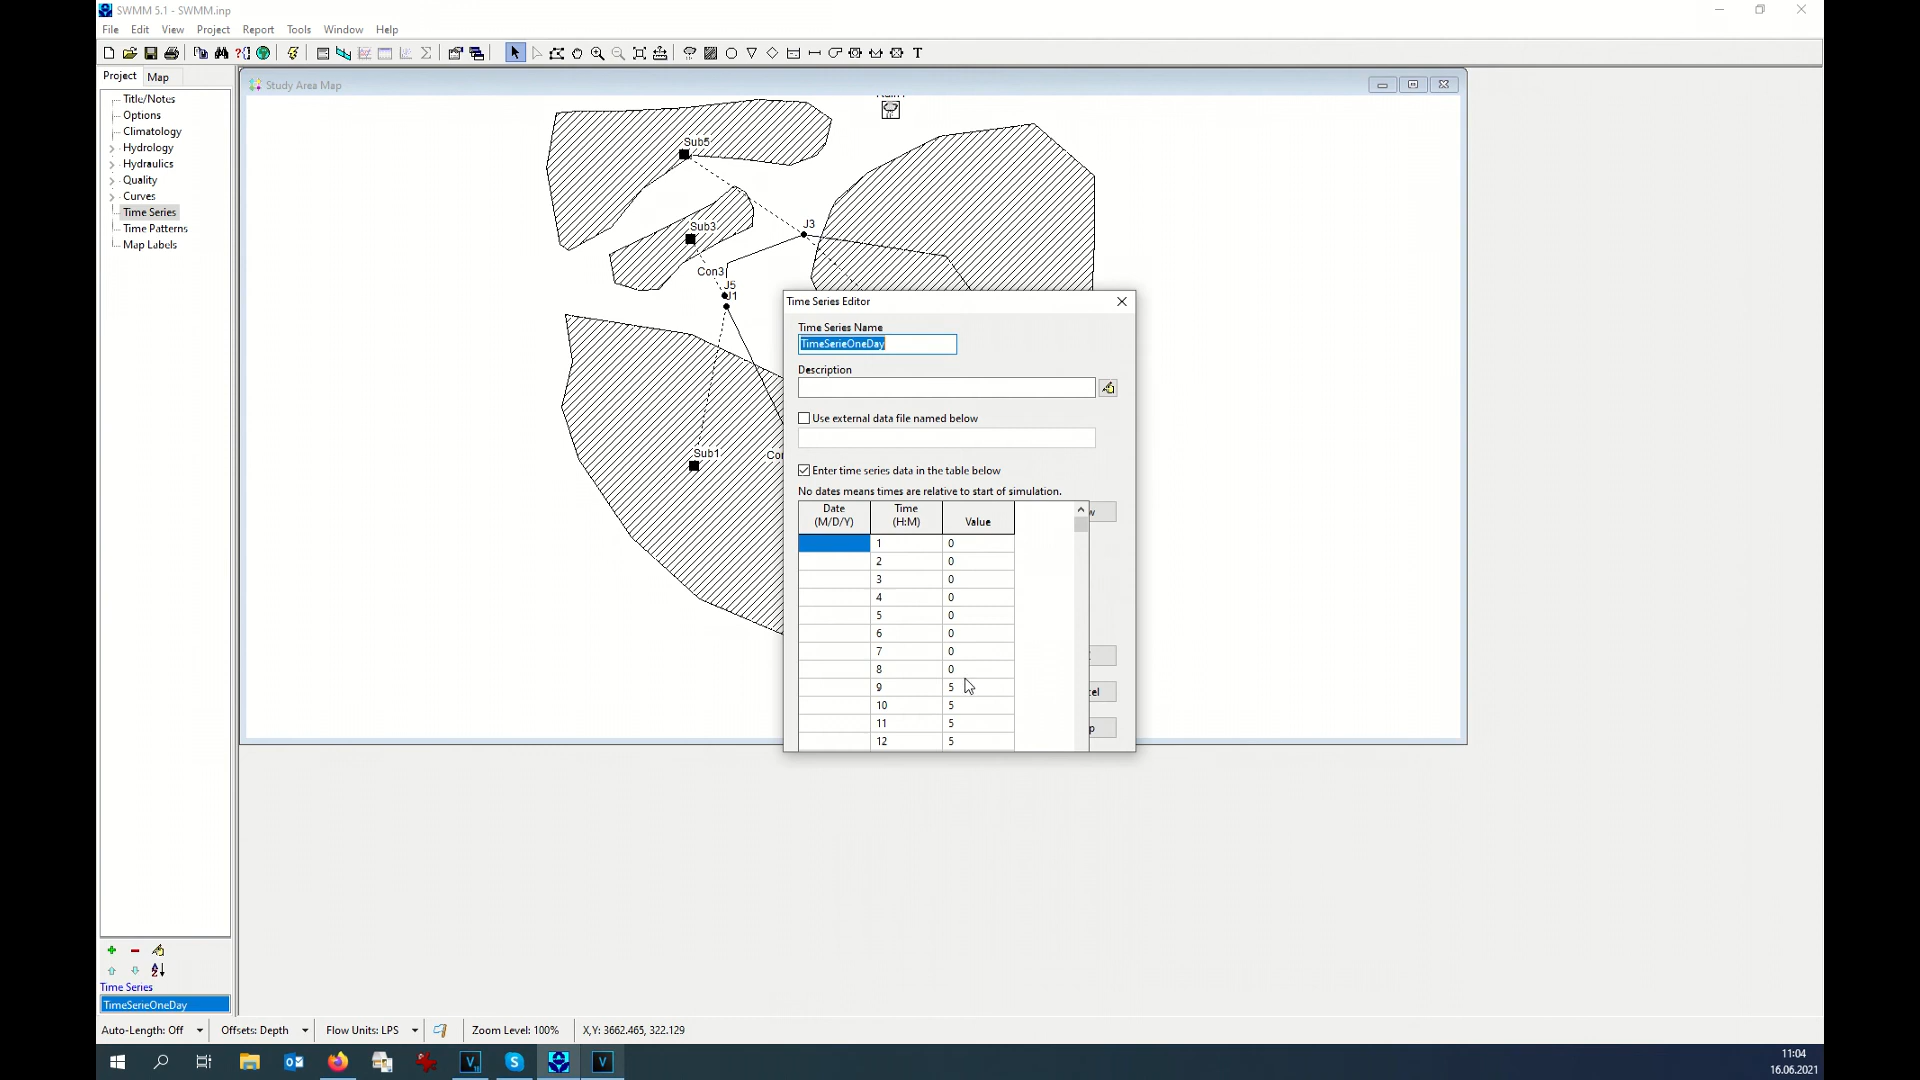 SWMM 5.1 - SWMM.inp
File Edit View Project Report Tools Window Help
Project Map
Study Area Map
Title/Notes
Options
Climatology
Hydrology
Hydraulics
Quality
Curves
Time Series
Time Patterns
Map Labels
Sub5
Sub3
J3
Con3
J5
J1
Sub1
Time Series Editor
Time Series Name
TimeSerieOneDay
Description
Use external data file named below
Enter time series data in the table below
No dates means times are relative to start of simulation.
Date (M/D/Y) Time (H:M) Value
1 0
2 0
3 0
4 0
5 0
6 0
7 0
8 0
9 5
10 5
11 5
12 5
Time Series
TimeSerieOneDay
Auto-Length: Off Offsets: Depth Flow Units: LPS Zoom Level: 100% X,Y: 3662.465, 322.129
11:04
16.06.2021